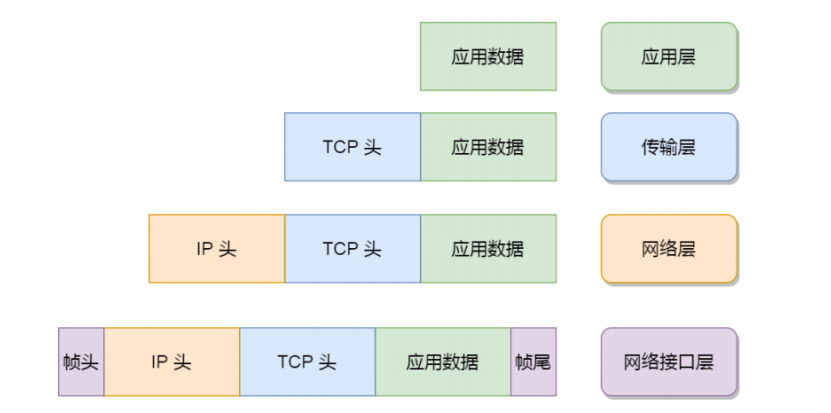 应用数据 应用层
TCP 头 应用数据 传输层
IP 头 TCP 头 应用数据 网络层
帧头 IP 头 TCP 头 应用数据 帧尾 网络接口层